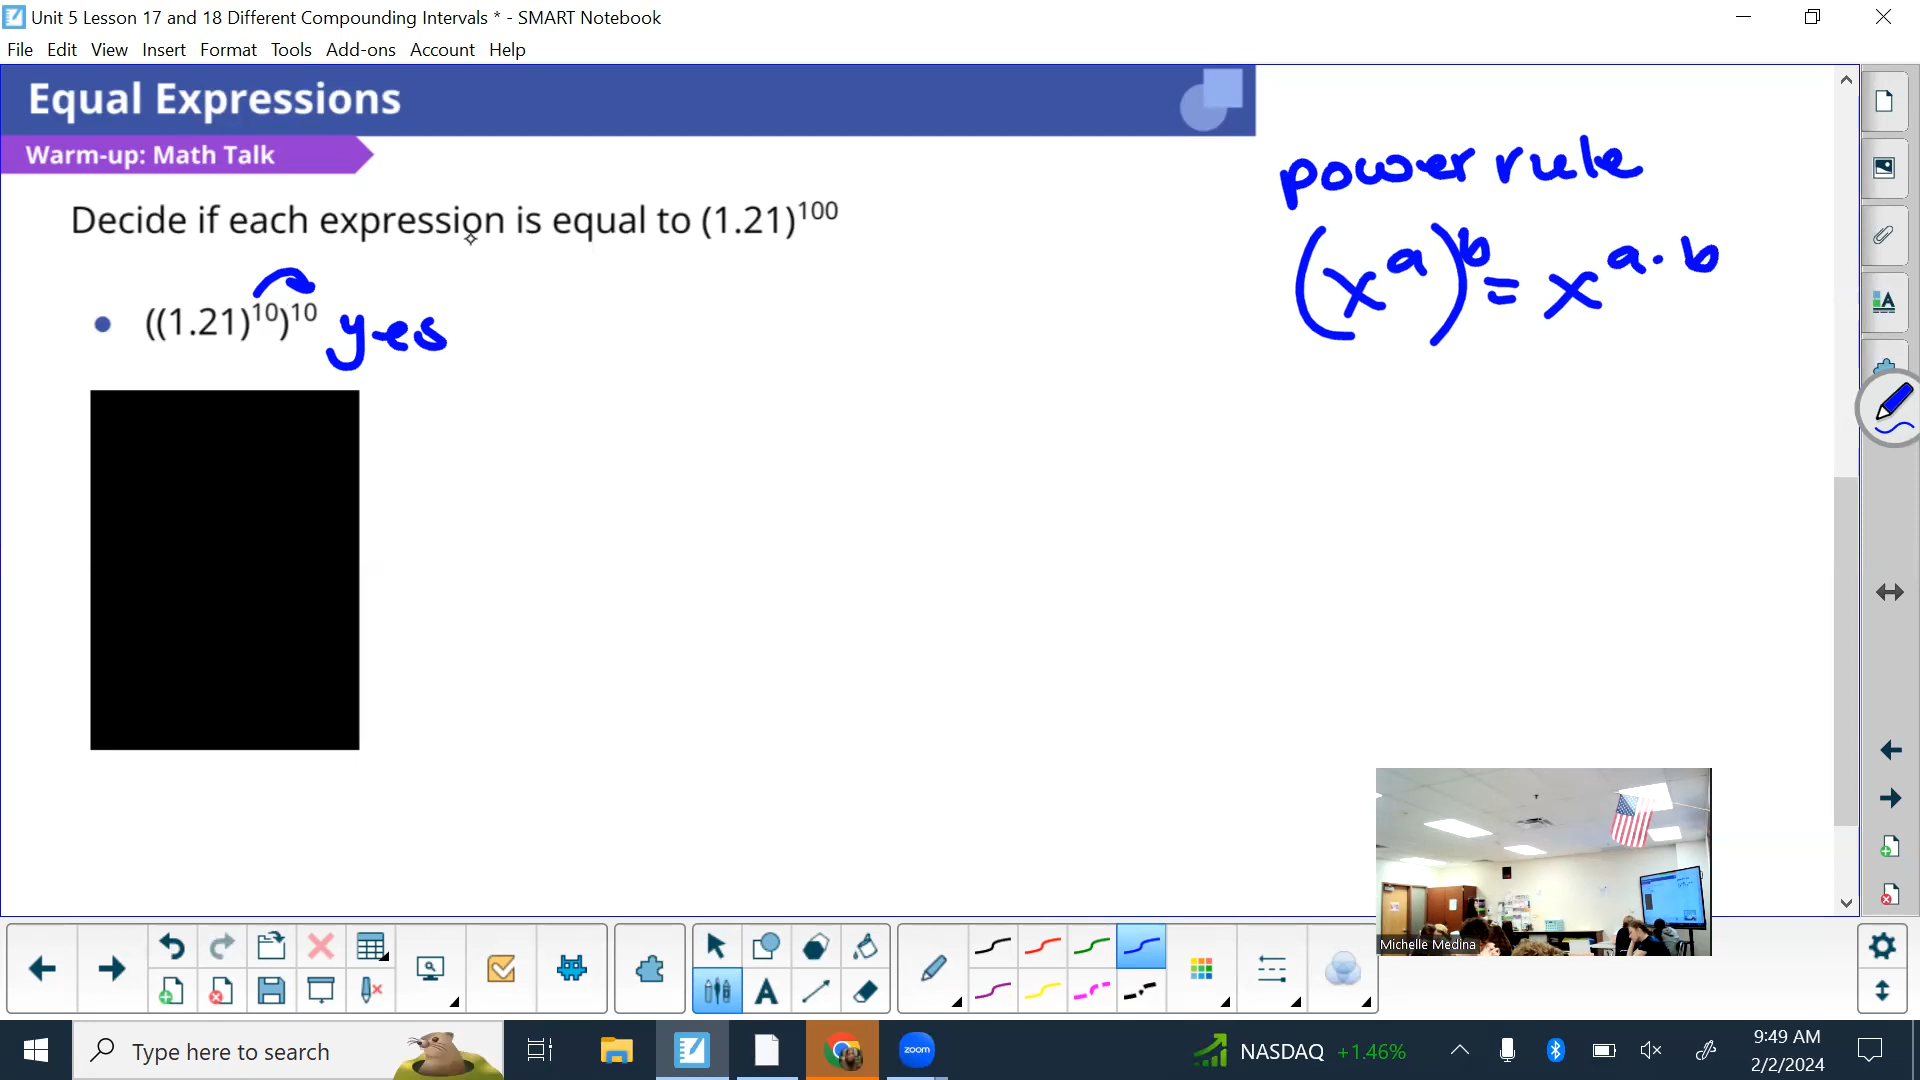 Unit 5 Lesson 17 and 18 Different Compounding Intervals * - SMART Notebook
File Edit View Insert Format Tools Add-ons Account Help
Equal Expressions
Warm-up: Math Talk
power rule
Decide if each expression is equal to (1.21)^100
(x^a)^b = x^a·b
• ((1.21)^10)^10 yes
Michelle Medina
Type here to search
zoom
NASDAQ +1.46%
9:49 AM
2/2/2024